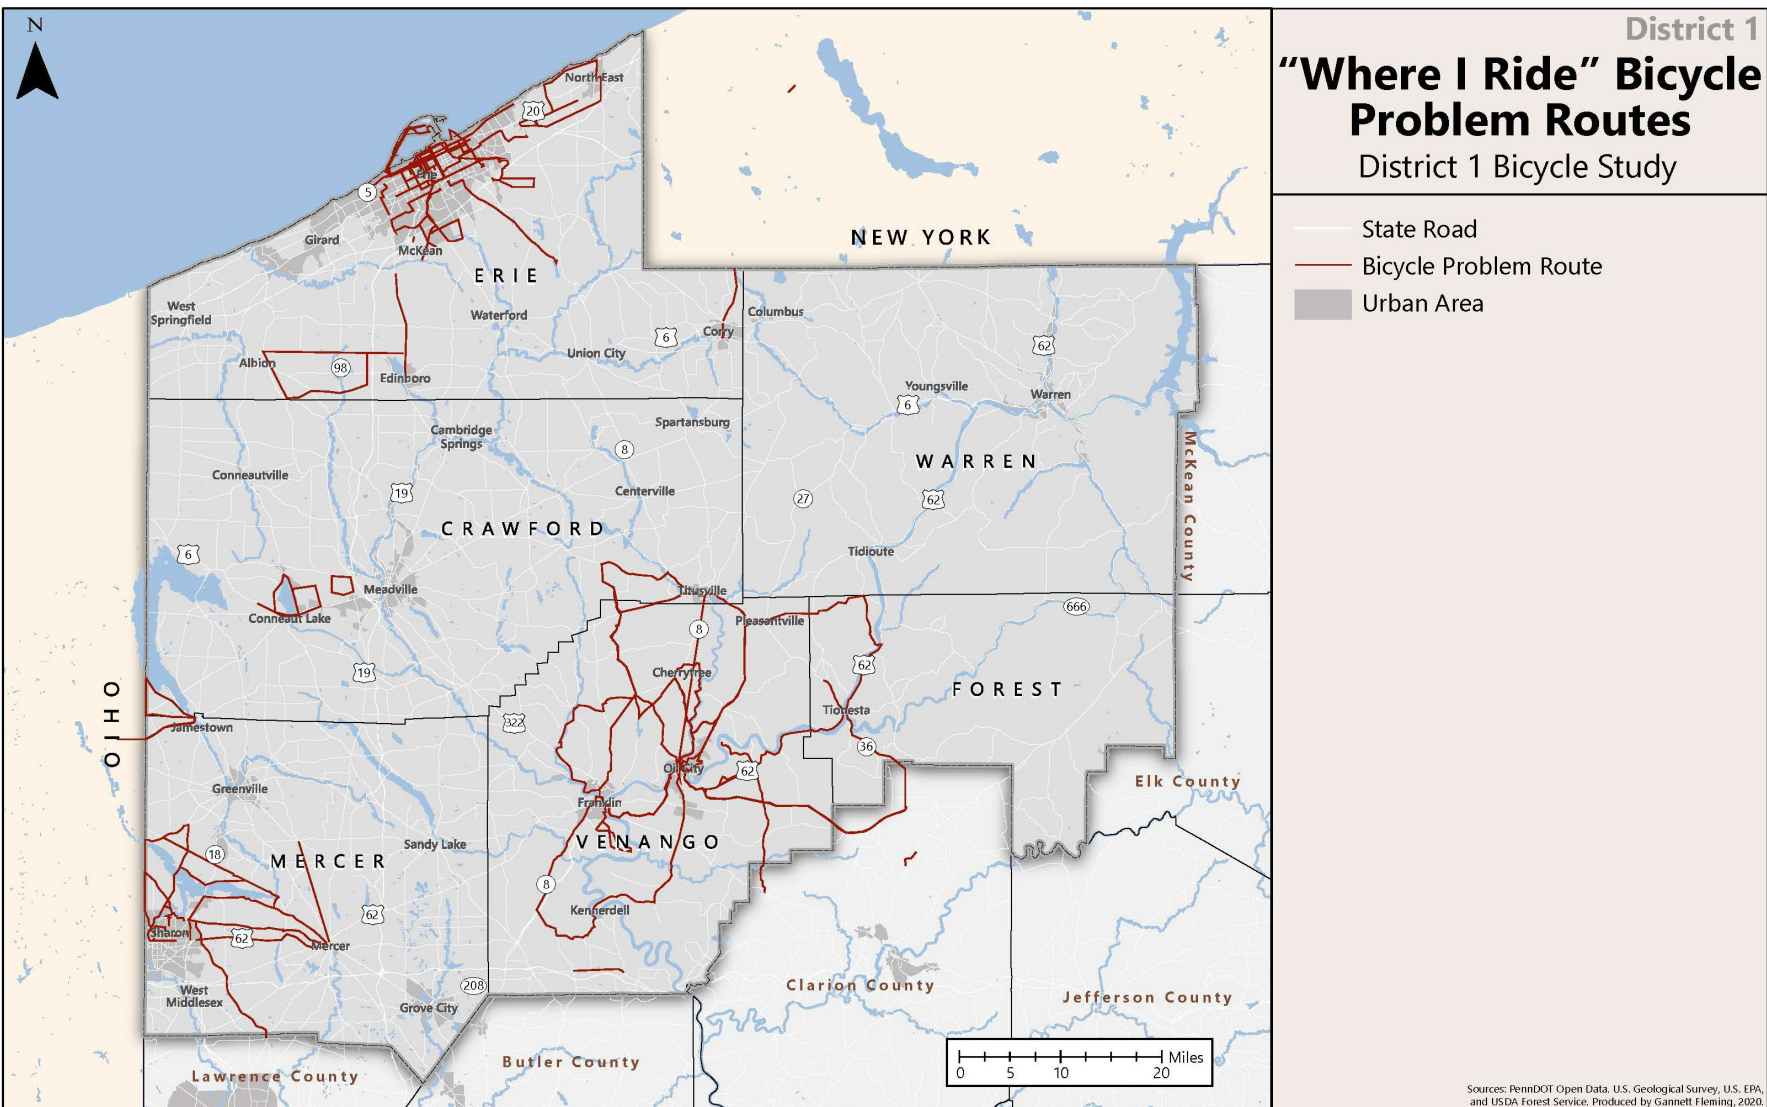 District 1
“Where I Ride” Bicycle
Problem Routes
District 1 Bicycle Study
State Road
Bicycle Problem Route
Urban Area
N
North East
20
Erie
5
Girard
McKean
ERIE
NEW YORK
West
Springfield
Waterford
6
Corry
Columbus
Union City
62
Albion
98
Edinboro
Youngsville
6
Warren
Spartansburg
Cambridge
Springs
8
WARREN
McKean County
Conneautville
19
Centerville
27
62
CRAWFORD
6
Tidioute
Meadville
Titusville
Conneaut Lake
666
Pleasantville
8
19
Cherrytree
62
FOREST
OHIO
322
Tionesta
Jamestown
36
Oil City
62
Elk County
Greenville
Franklin
VENANGO
Sandy Lake
18
MERCER
8
62
Kennerdell
Sharon
62
Mercer
West
Middlesex
208
Grove City
Clarion County
Jefferson County
Butler County
Lawrence County
Miles
0 5 10 20
Sources: PennDOT Open Data. U.S. Geological Survey, U.S. EPA,
and USDA Forest Service. Produced by Gannett Fleming, 2020.